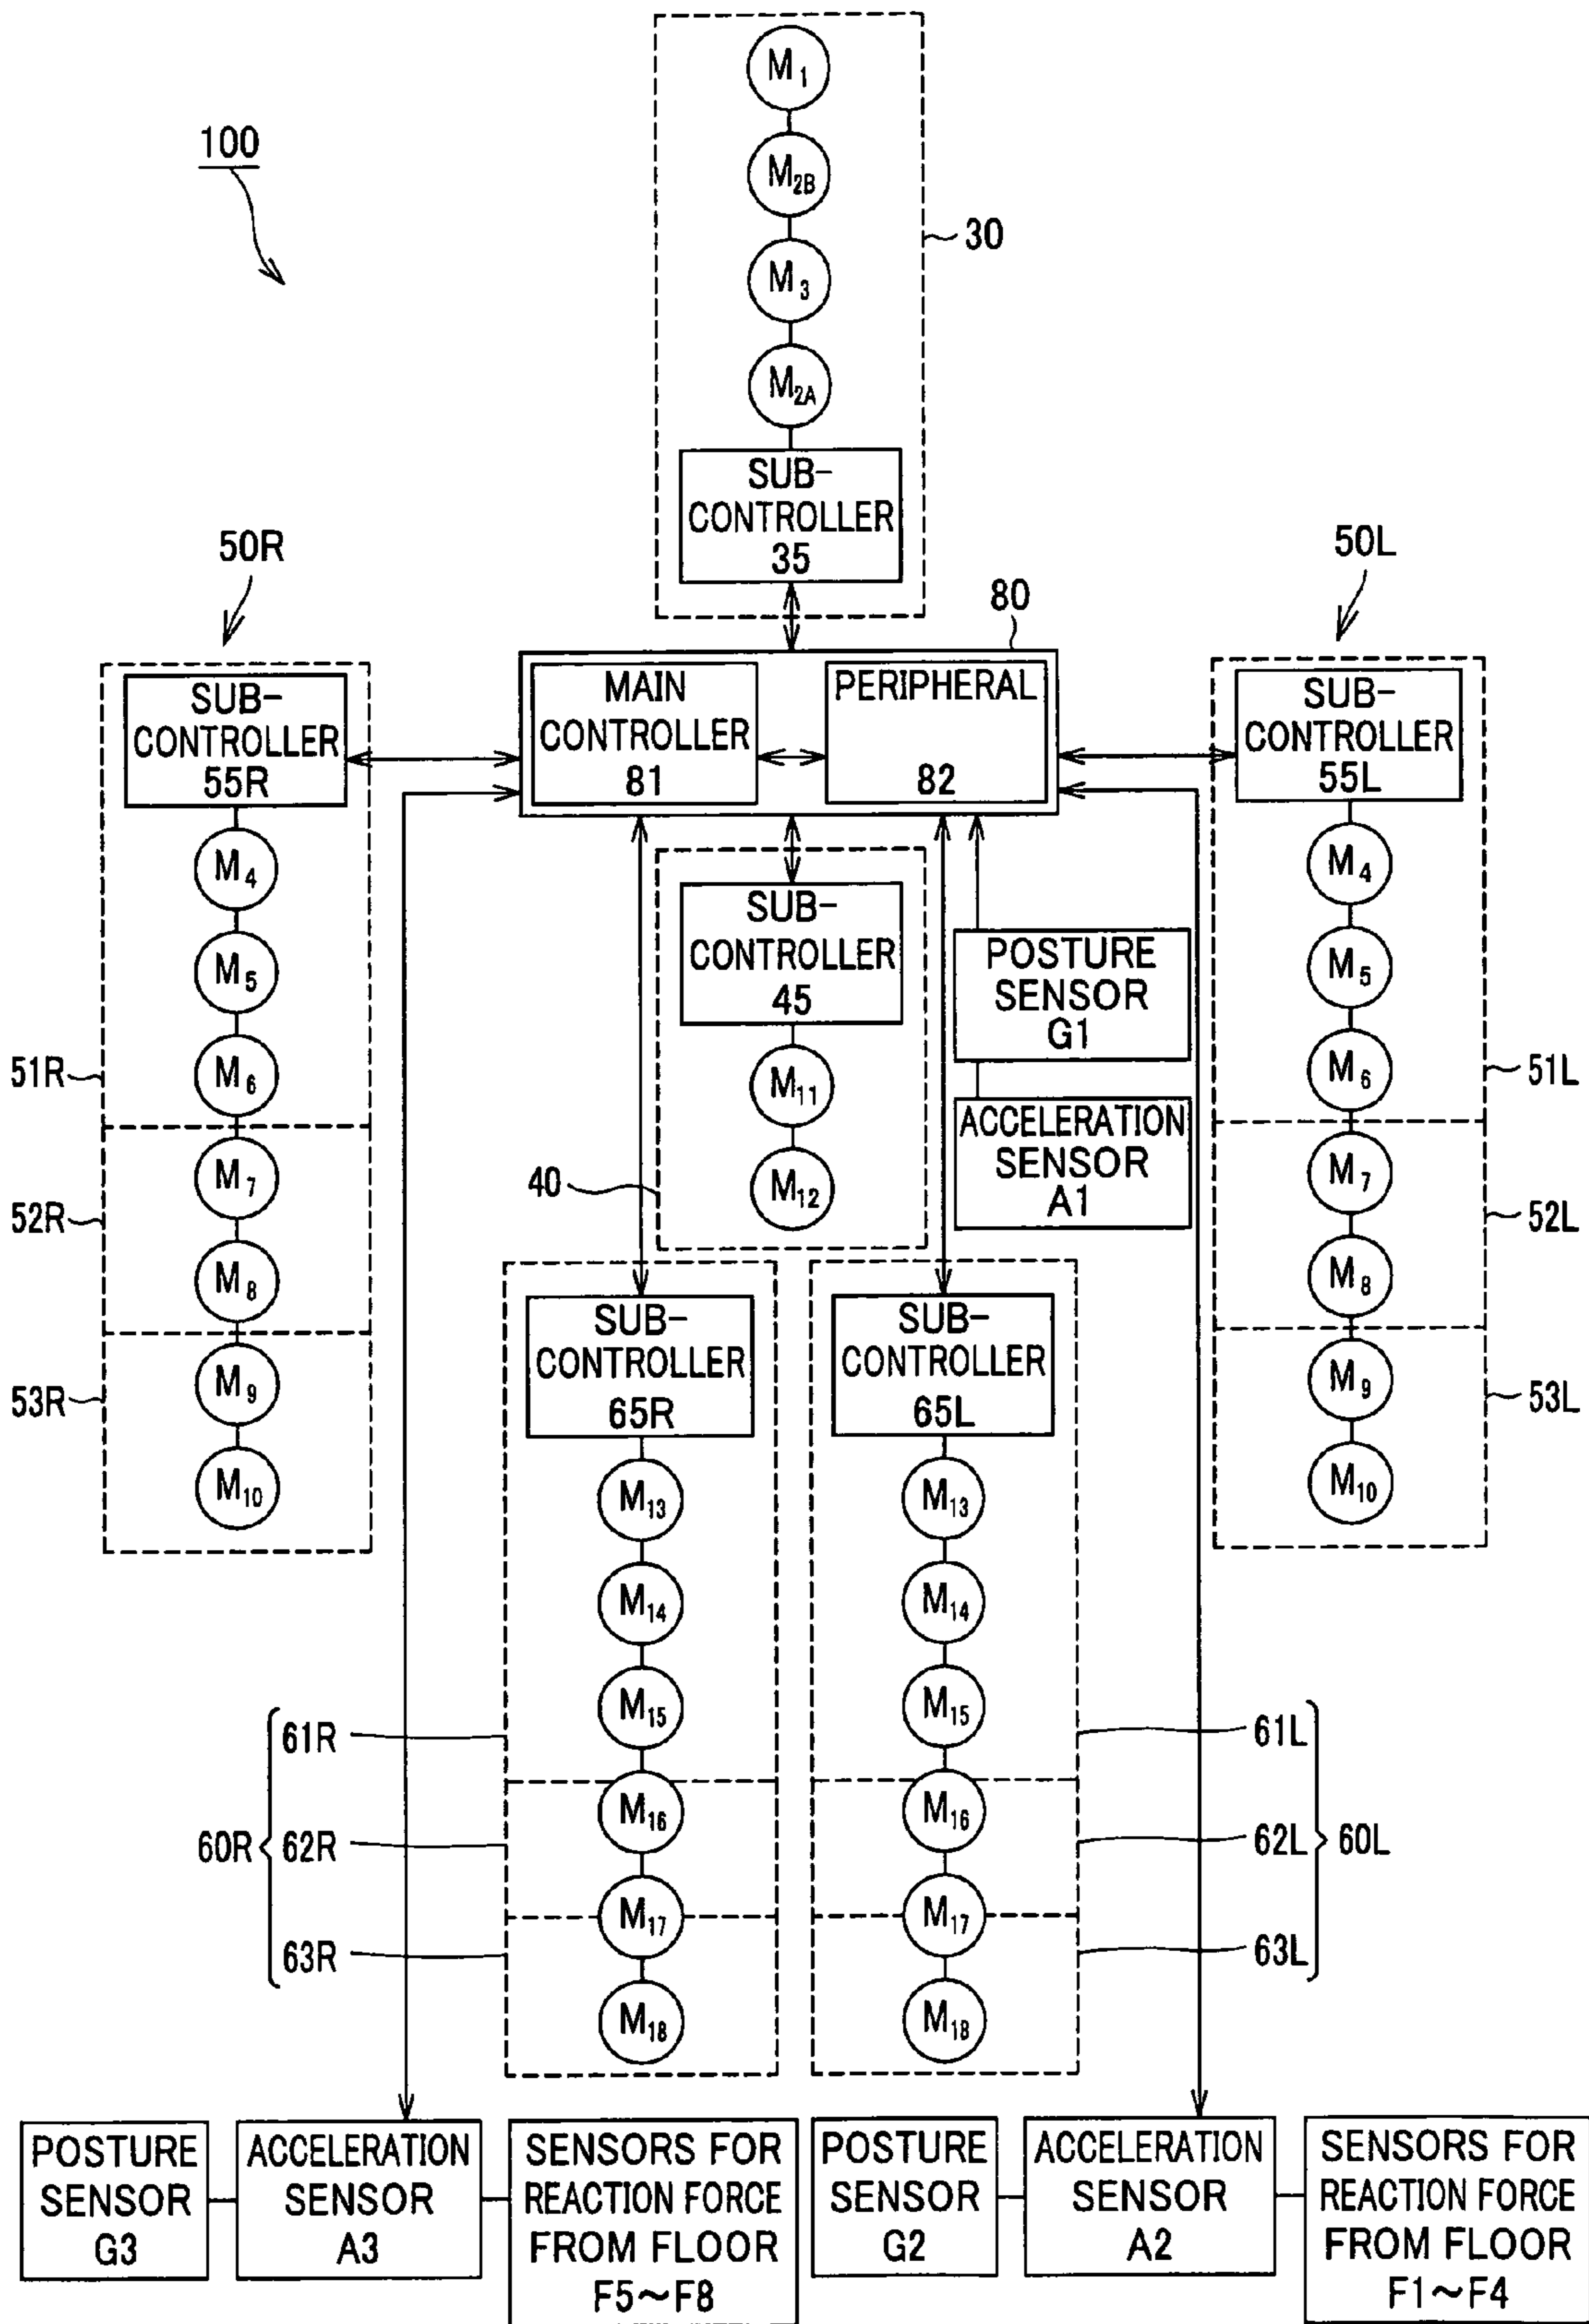 100
M1
M2B
M3
M2A
SUB-
CONTROLLER
35
30
50R
50L
80
MAIN
CONTROLLER
81
PERIPHERAL
82
SUB-
CONTROLLER
55R
M4
M5
M6
M7
M8
M9
M10
51R
52R
53R
SUB-
CONTROLLER
55L
M4
M5
M6
M7
M8
M9
M10
51L
52L
53L
SUB-
CONTROLLER
45
M11
M12
40
POSTURE
SENSOR
G1
ACCELERATION
SENSOR
A1
SUB-
CONTROLLER
65R
M13
M14
M15
M16
M17
M18
61R
62R
63R
60R
SUB-
CONTROLLER
65L
M13
M14
M15
M16
M17
M18
61L
62L
63L
60L
POSTURE
SENSOR
G3
ACCELERATION
SENSOR
A3
SENSORS FOR
REACTION FORCE
FROM FLOOR
F5~F8
POSTURE
SENSOR
G2
ACCELERATION
SENSOR
A2
SENSORS FOR
REACTION FORCE
FROM FLOOR
F1~F4